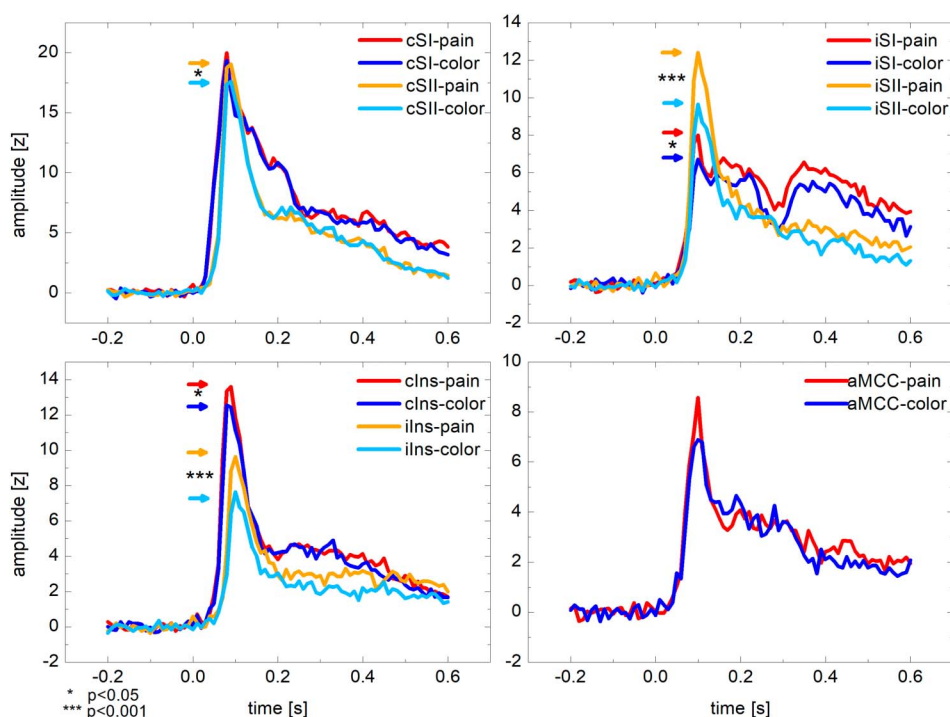 cSI-pain
cSI-color
cSII-pain
cSII-color
*
20
15
10
5
0
amplitude [z]
-0.2 0.0 0.2 0.4 0.6
iSI-pain
iSI-color
iSII-pain
iSII-color
***
*
14
12
10
8
6
4
2
0
-2
-0.2 0.0 0.2 0.4 0.6
cIns-pain
cIns-color
iIns-pain
iIns-color
*
***
14
12
10
8
6
4
2
0
-2
amplitude [z]
-0.2 0.0 0.2 0.4 0.6
time [s]
* p<0.05
*** p<0.001
aMCC-pain
aMCC-color
10
8
6
4
2
0
-2
-0.2 0.0 0.2 0.4 0.6
time [s]